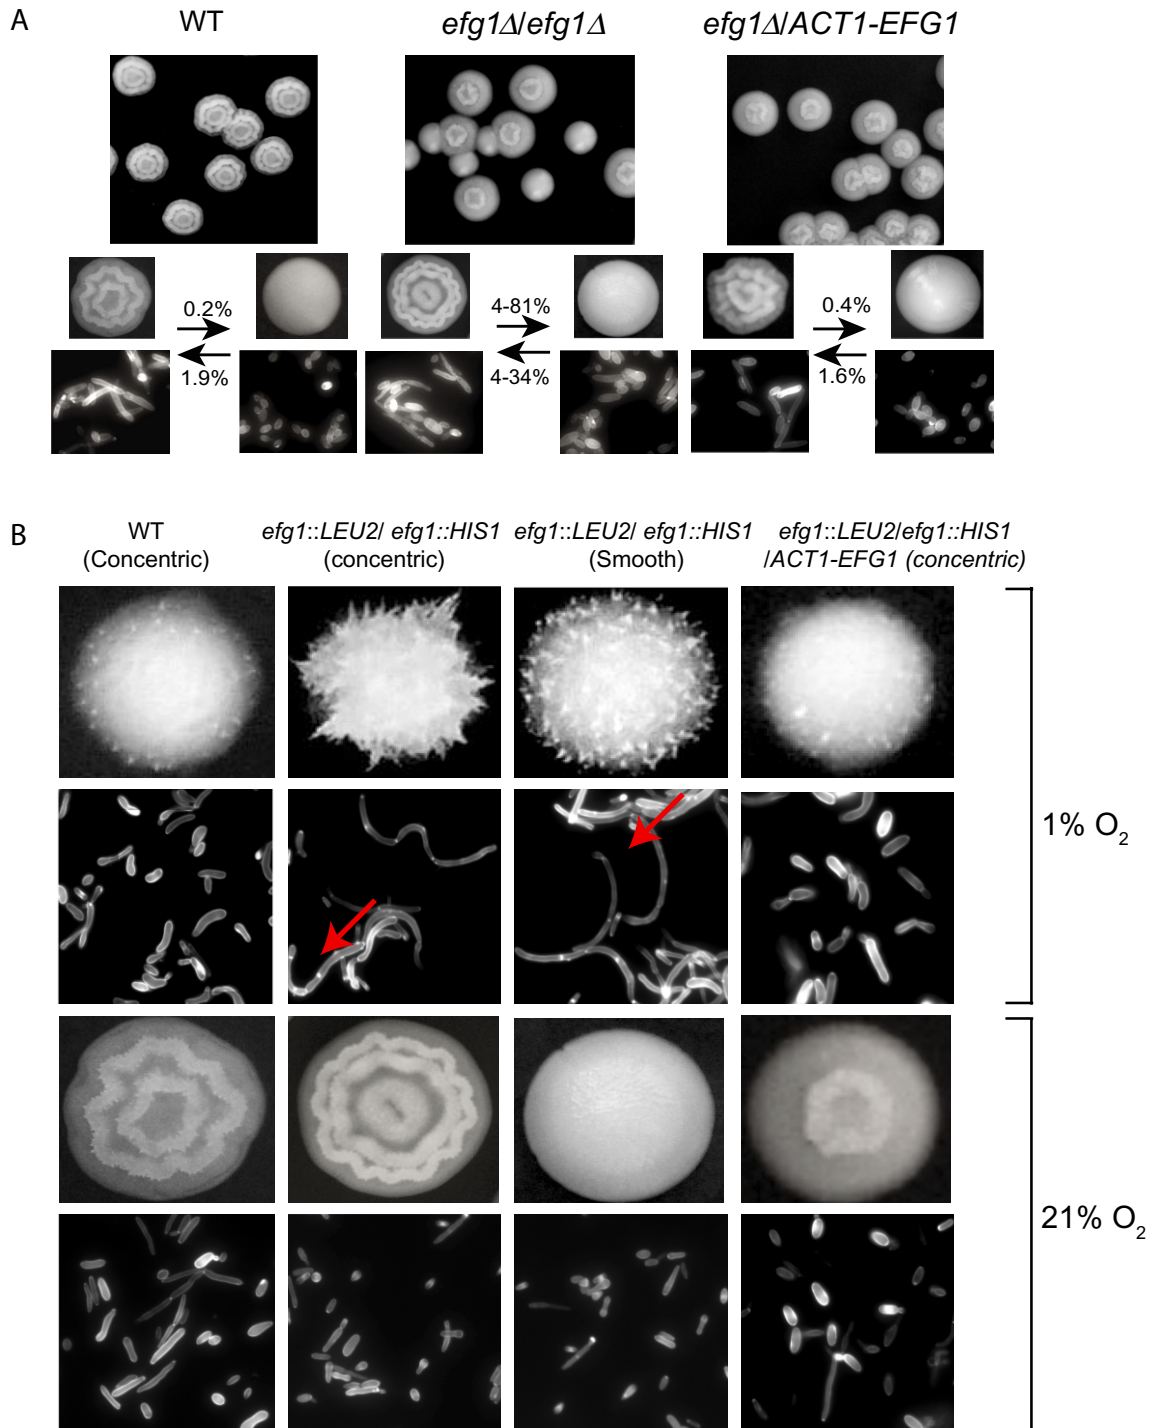 A
WT
efg1Δ/efg1Δ
efg1Δ/ACT1-EFG1
0.2%
1.9%
4-81%
4-34%
0.4%
1.6%
B
WT
(Concentric)
efg1::LEU2/ efg1::HIS1
(concentric)
efg1::LEU2/ efg1::HIS1
(Smooth)
efg1::LEU2/efg1::HIS1
/ACT1-EFG1 (concentric)
1% O2
21% O2